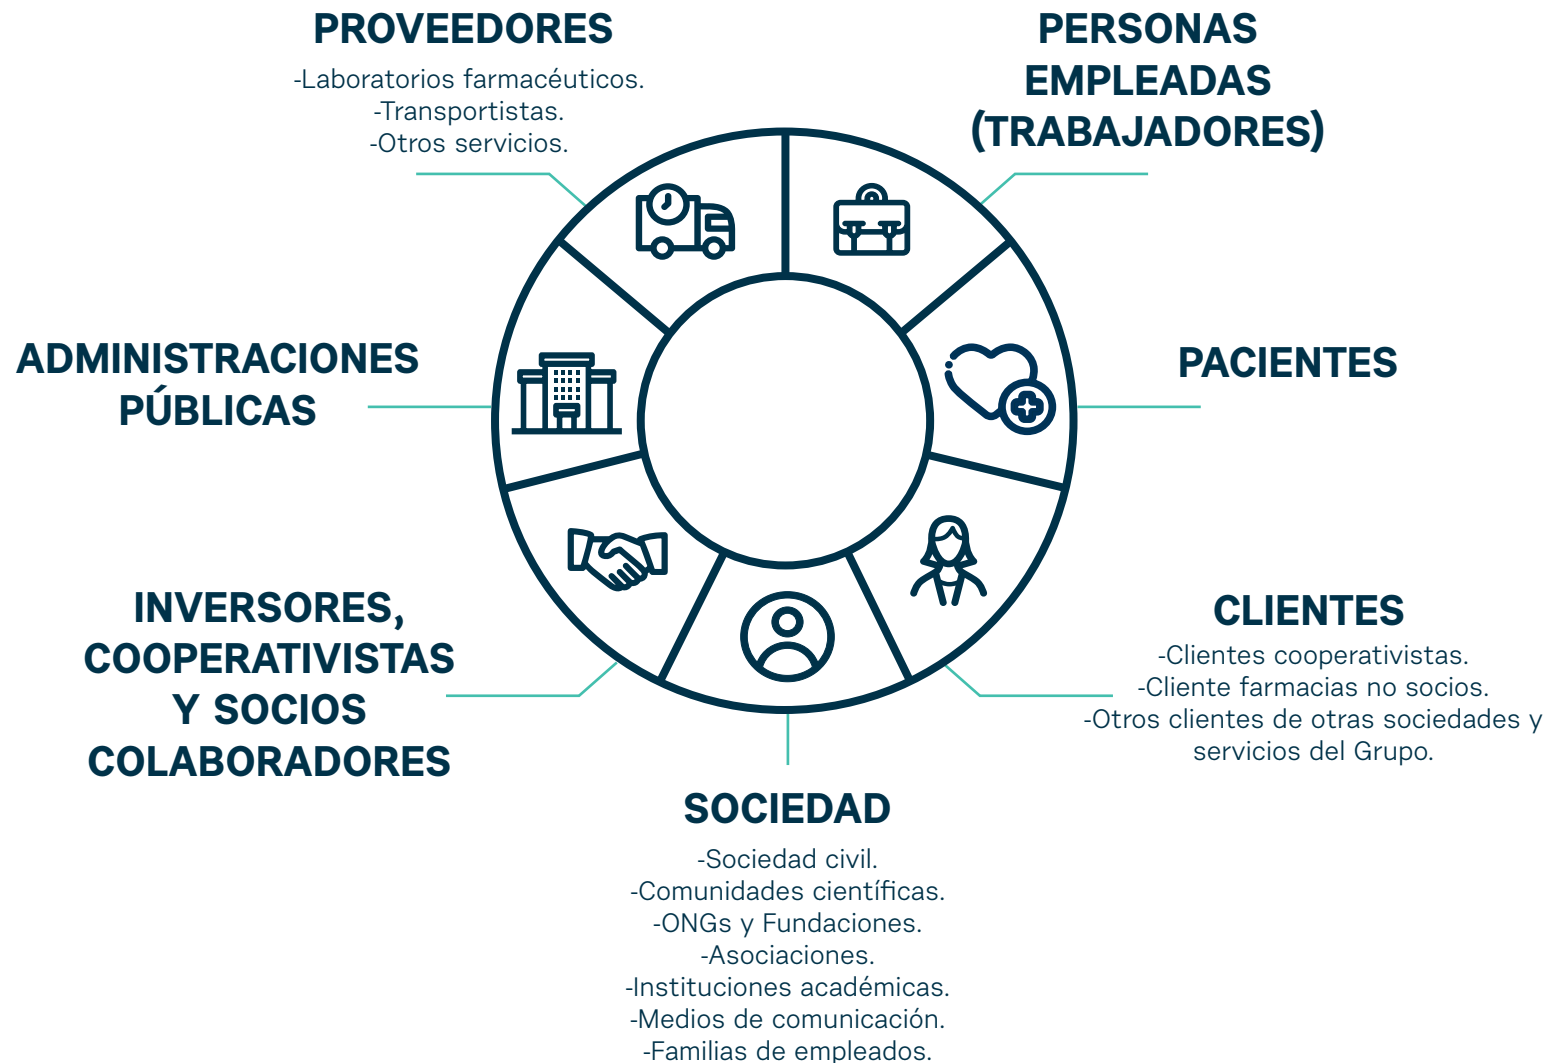 PROVEEDORES
-Laboratorios farmacéuticos.
-Transportistas.
-Otros servicios.
PERSONAS
EMPLEADAS
(TRABAJADORES)
ADMINISTRACIONES
PÚBLICAS
PACIENTES
INVERSORES,
COOPERATIVISTAS
Y SOCIOS
COLABORADORES
CLIENTES
-Clientes cooperativistas.
-Cliente farmacias no socios.
-Otros clientes de otras sociedades y
servicios del Grupo.
SOCIEDAD
-Sociedad civil.
-Comunidades científicas.
-ONGs y Fundaciones.
-Asociaciones.
-Instituciones académicas.
-Medios de comunicación.
-Familias de empleados.